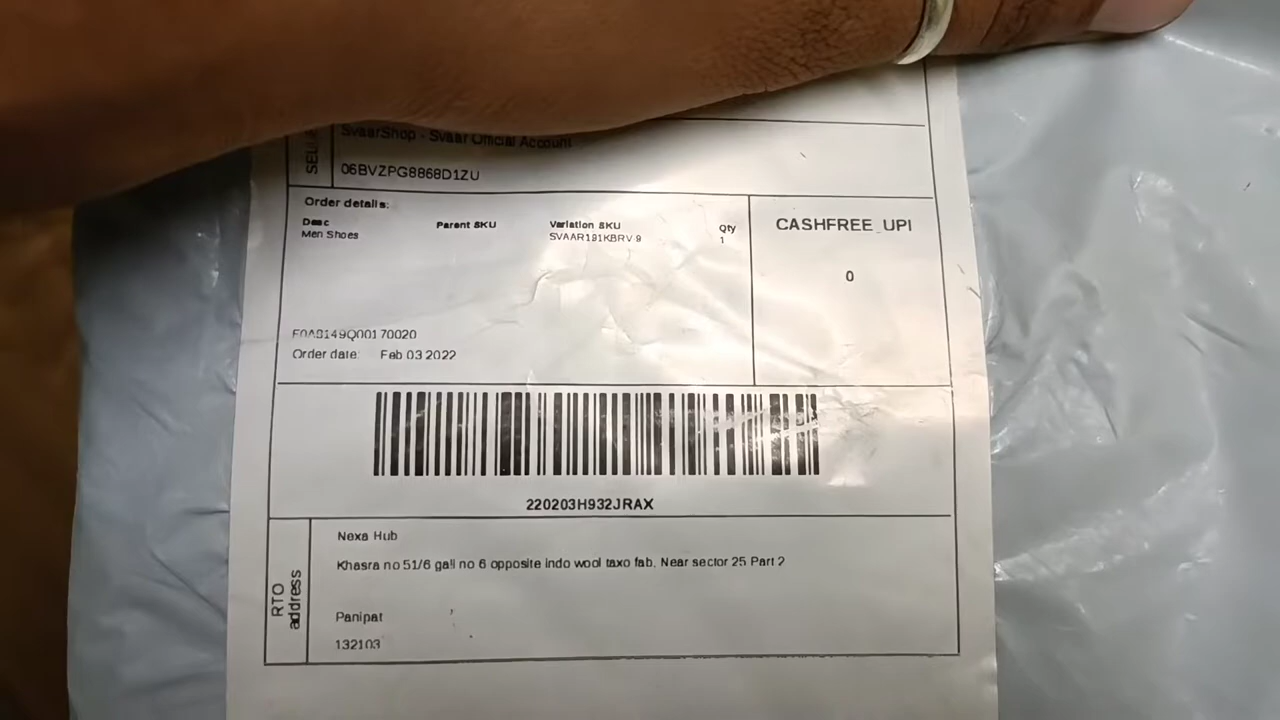 SvaarShop - Svaar Official Account
06BVZPG8868D1ZU
Order details:
Desc Parent SKU Variation SKU Qty
Men Shoes SVAAR191KBRV-9 1
CASHFREE_UPI
0
Order date: Feb 03 2022
220203H932JRAX
RTO address
Nexa Hub
Khasra no 51/6 gali no 6 opposite indo wool taxo fab, Near sector 25 Part 2
Panipat
132103